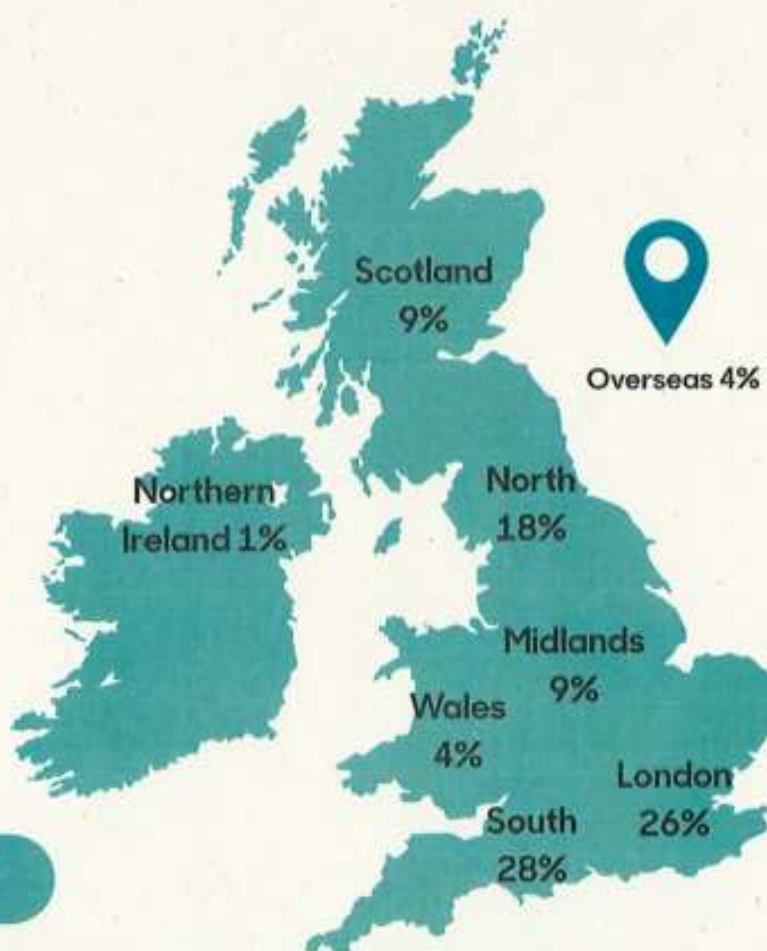 Scotland
9%
Overseas 4%
Northern
Ireland 1%
North
18%
Midlands
9%
Wales
4%
London
26%
South
28%